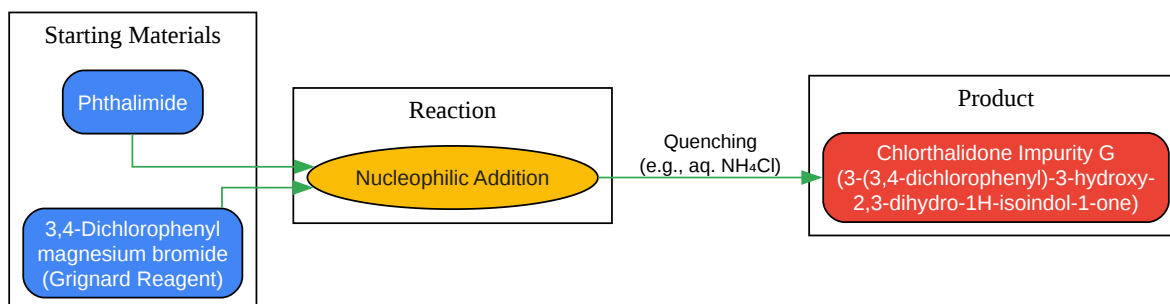 Starting Materials
Phthalimide
3,4-Dichlorophenyl
magnesium bromide
(Grignard Reagent)
Reaction
Nucleophilic Addition
Quenching
(e.g., aq. NH₄Cl)
Product
Chlorthalidone Impurity G
(3-(3,4-dichlorophenyl)-3-hydroxy-
2,3-dihydro-1H-isoindol-1-one)